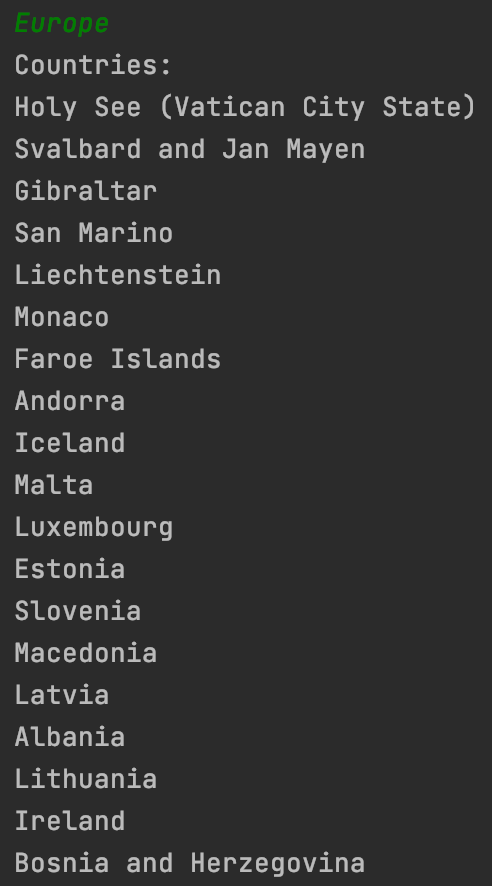 Europe
Countries:
Holy See (Vatican City State)
Svalbard and Jan Mayen
Gibraltar
San Marino
Liechtenstein
Monaco
Faroe Islands
Andorra
Iceland
Malta
Luxembourg
Estonia
Slovenia
Macedonia
Latvia
Albania
Lithuania
Ireland
Bosnia and Herzegovina